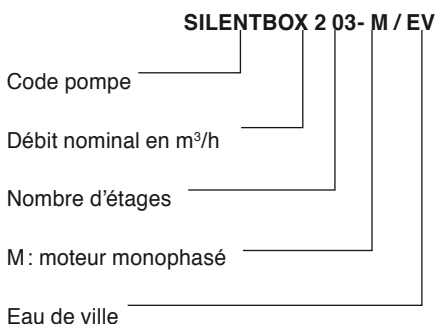 SILENTBOX 2 03- M / EV
Code pompe
Débit nominal en m³/h
Nombre d’étages
M : moteur monophasé
Eau de ville